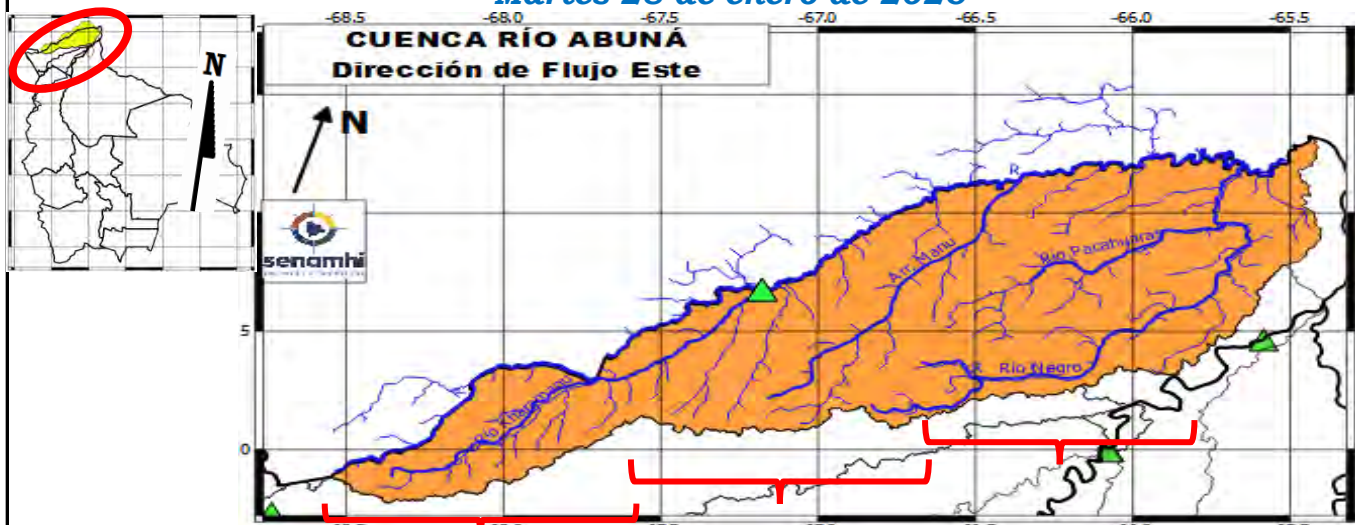 -68.5 -68.0 -67.5 -67.0 -66.5 -66.0 -65.5
CUENCA RÍO ABUNÁ
Dirección de Flujo Este
N
N
senamhi
R
Arr. Manu
Río Pacahuaras
5
R Río Negro
0